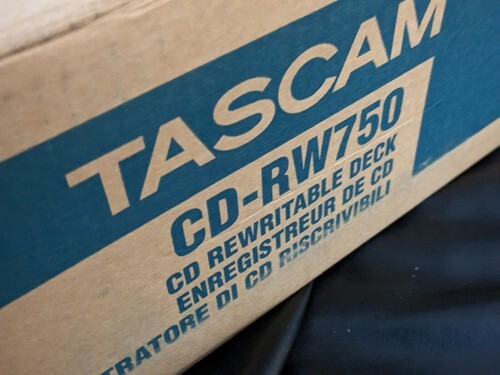 TASCAM
CD-RW750
CD REWRITABLE DECK
ENREGISTREUR DE CD
TRATORE DI CD RISCRIVIBILI